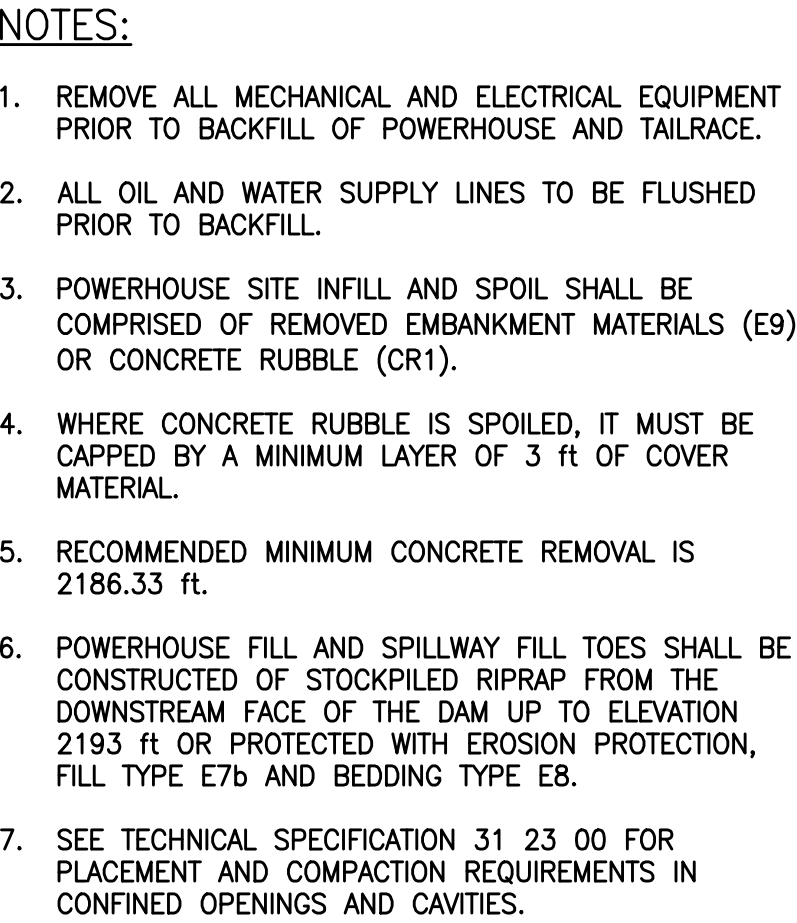 NOTES:
1. REMOVE ALL MECHANICAL AND ELECTRICAL EQUIPMENT
PRIOR TO BACKFILL OF POWERHOUSE AND TAILRACE.
2. ALL OIL AND WATER SUPPLY LINES TO BE FLUSHED
PRIOR TO BACKFILL.
3. POWERHOUSE SITE INFILL AND SPOIL SHALL BE
COMPRISED OF REMOVED EMBANKMENT MATERIALS (E9)
OR CONCRETE RUBBLE (CR1).
4. WHERE CONCRETE RUBBLE IS SPOILED, IT MUST BE
CAPPED BY A MINIMUM LAYER OF 3 ft OF COVER
MATERIAL.
5. RECOMMENDED MINIMUM CONCRETE REMOVAL IS
2186.33 ft.
6. POWERHOUSE FILL AND SPILLWAY FILL TOES SHALL BE
CONSTRUCTED OF STOCKPILED RIPRAP FROM THE
DOWNSTREAM FACE OF THE DAM UP TO ELEVATION
2193 ft OR PROTECTED WITH EROSION PROTECTION,
FILL TYPE E7b AND BEDDING TYPE E8.
7. SEE TECHNICAL SPECIFICATION 31 23 00 FOR
PLACEMENT AND COMPACTION REQUIREMENTS IN
CONFINED OPENINGS AND CAVITIES.